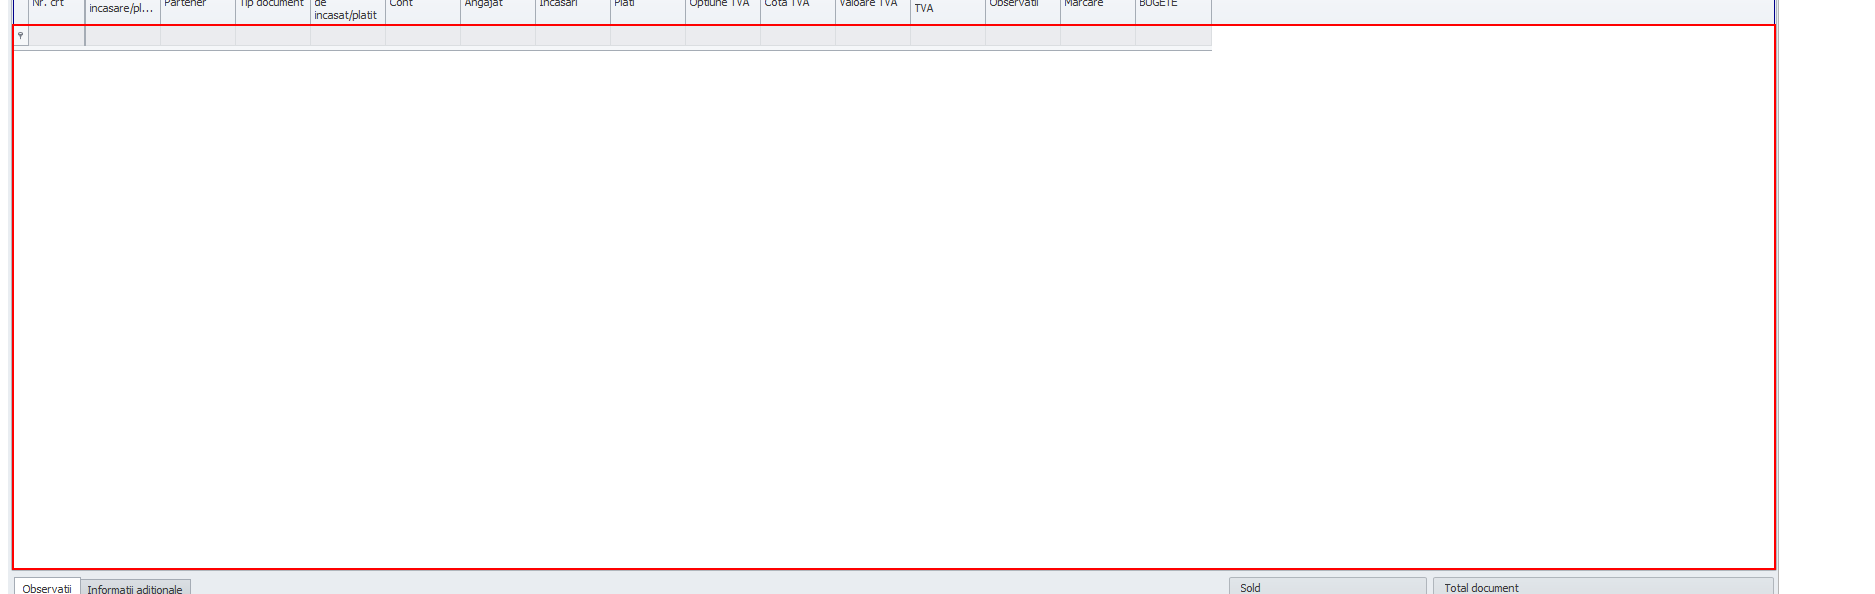 Nr. crt incasare/pl... Partener Tip document de incasat/platit Cont Angajat Incasari Plati Optiune TVA Cota TVA Valoare TVA TVA Observatii Marcare BUGETE
Observatii Informatii aditionale Sold Total document